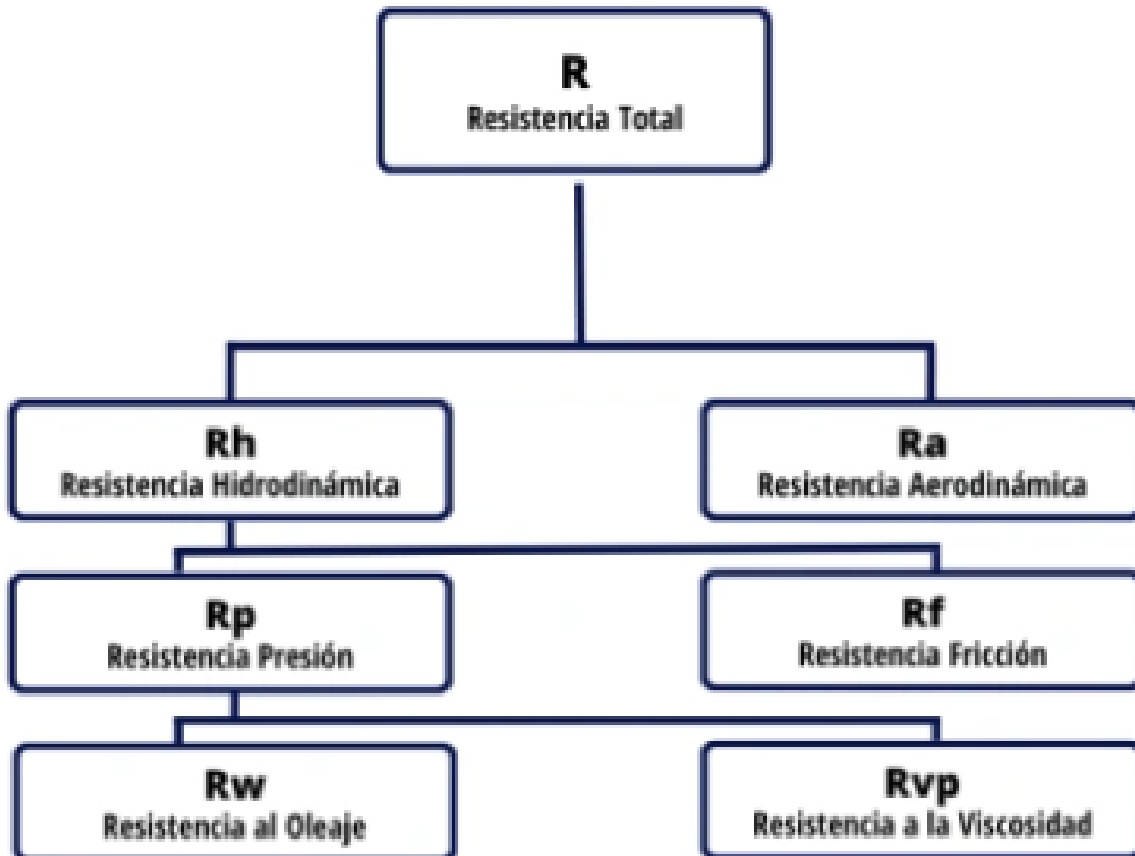 R
Resistencia Total
Rh
Resistencia Hidrodinámica
Ra
Resistencia Aerodinámica
Rp
Resistencia Presión
Rf
Resistencia Fricción
Rw
Resistencia al Oleaje
Rvp
Resistencia a la Viscosidad